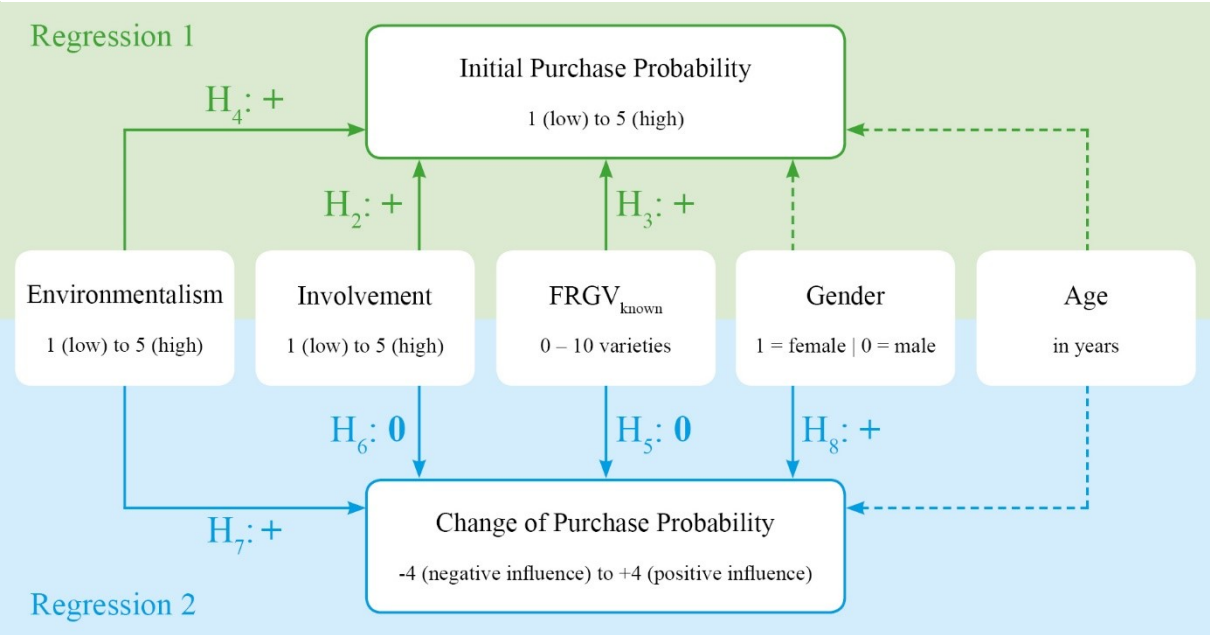 Regression 1
Initial Purchase Probability
1 (low) to 5 (high)
H4: +
H2: +
H3: +
Environmentalism
1 (low) to 5 (high)
Involvement
1 (low) to 5 (high)
FRGVknown
0 – 10 varieties
Gender
1 = female | 0 = male
Age
in years
H6: 0
H5: 0
H8: +
H7: +
Change of Purchase Probability
-4 (negative influence) to +4 (positive influence)
Regression 2